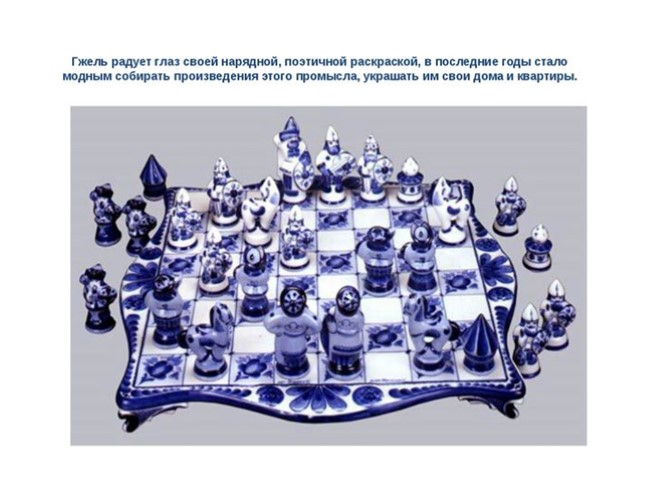 Гжель радует глаз своей нарядной, поэтичной раскраской, в последние годы стало
модным собирать произведения этого промысла, украшать им свои дома и квартиры.